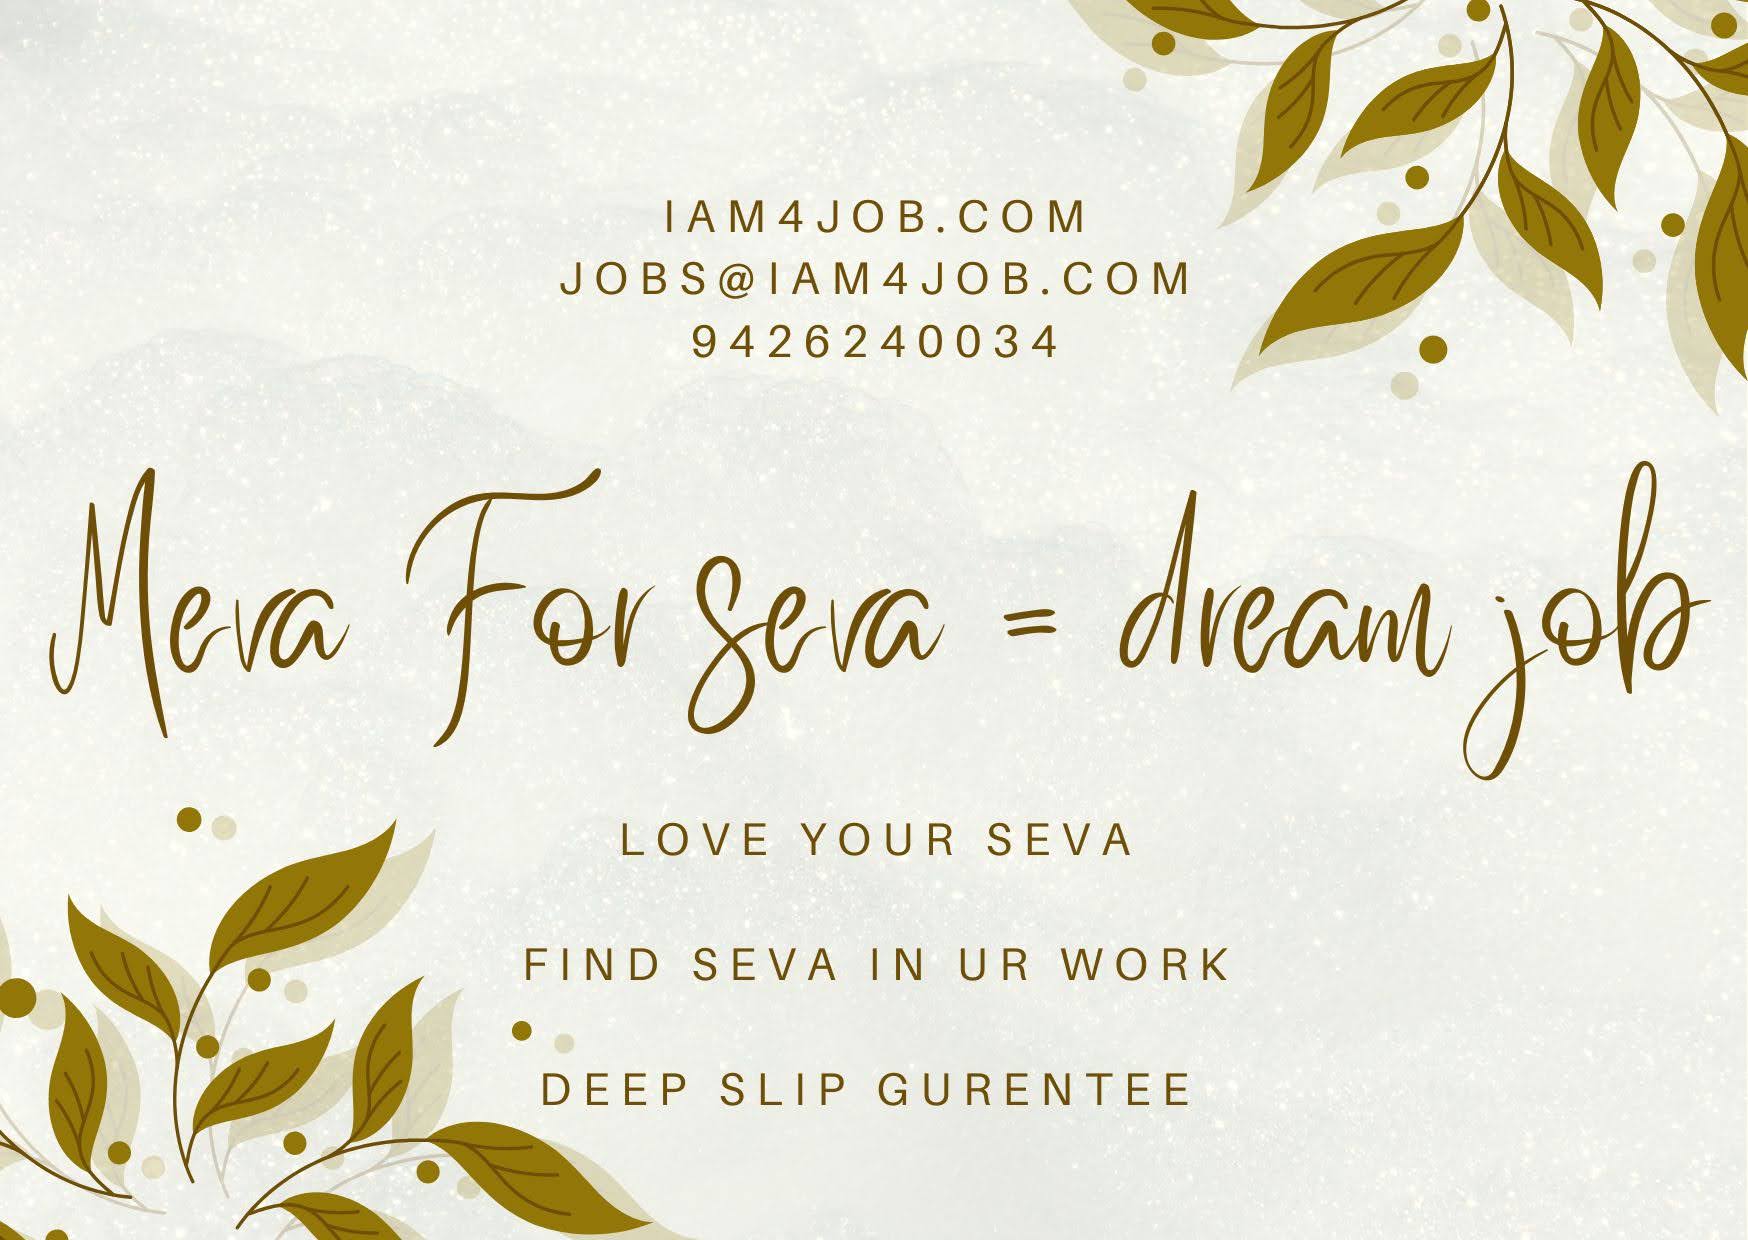 IAM4JOB.COM
JOBS@IAM4JOB.COM
9426240034
Meva For seva = dream job
LOVE YOUR SEVA
FIND SEVA IN UR WORK
DEEP SLIP GURENTEE